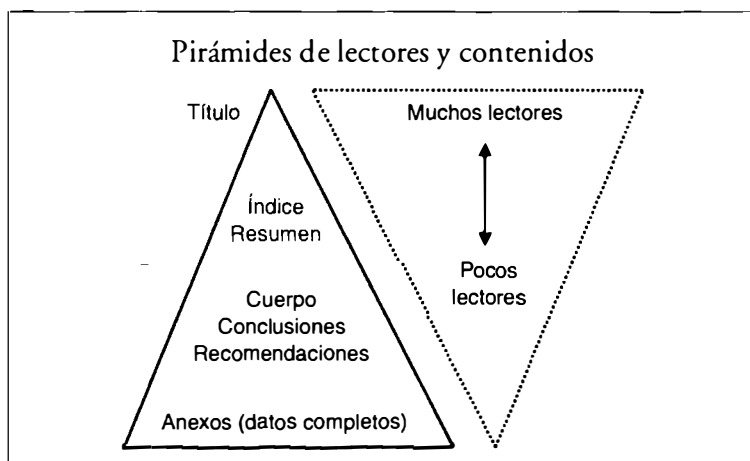 Pirámides de lectores y contenidos
Título
Índice
Resumen
Cuerpo
Conclusiones
Recomendaciones
Anexos (datos completos)
Muchos lectores
Pocos
lectores